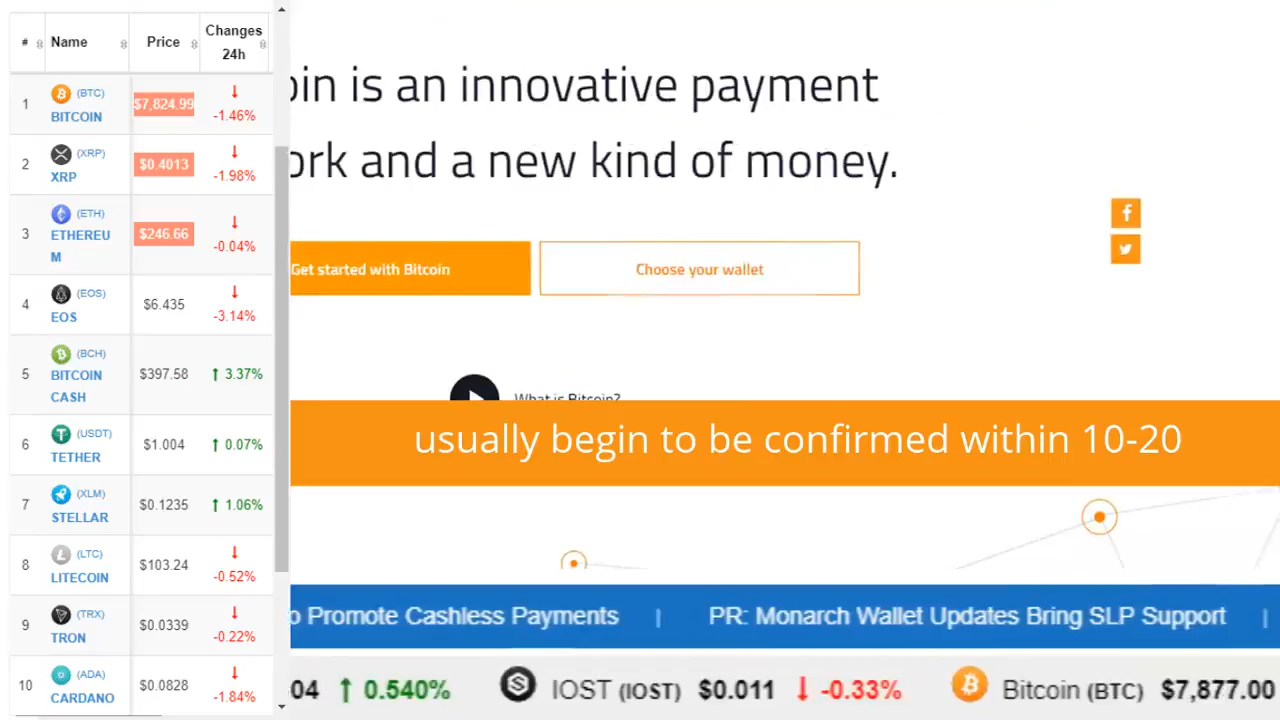 # Name Price Changes 24h
1 (BTC) BITCOIN $7,824.99 ↓ -1.46%
2 (XRP) XRP $0.4013 ↓ -1.98%
3 (ETH) ETHEREU M $246.66 ↓ -0.04%
4 (EOS) EOS $6.435 ↓ -3.14%
5 (BCH) BITCOIN CASH $397.58 ↑ 3.37%
6 (USDT) TETHER $1.004 ↑ 0.07%
7 (XLM) STELLAR $0.1235 ↑ 1.06%
8 (LTC) LITECOIN $103.24 ↓ -0.52%
9 (TRX) TRON $0.0339 ↓ -0.22%
10 (ADA) CARDANO $0.0828 ↓ -1.84%
oin is an innovative payment
ork and a new kind of money.
Get started with Bitcoin
Choose your wallet
What is Bitcoin?
usually begin to be confirmed within 10-20
o Promote Cashless Payments | PR: Monarch Wallet Updates Bring SLP Support |
04 ↑ 0.540% IOST (IOST) $0.011 ↓ -0.33% Bitcoin (BTC) $7,877.00